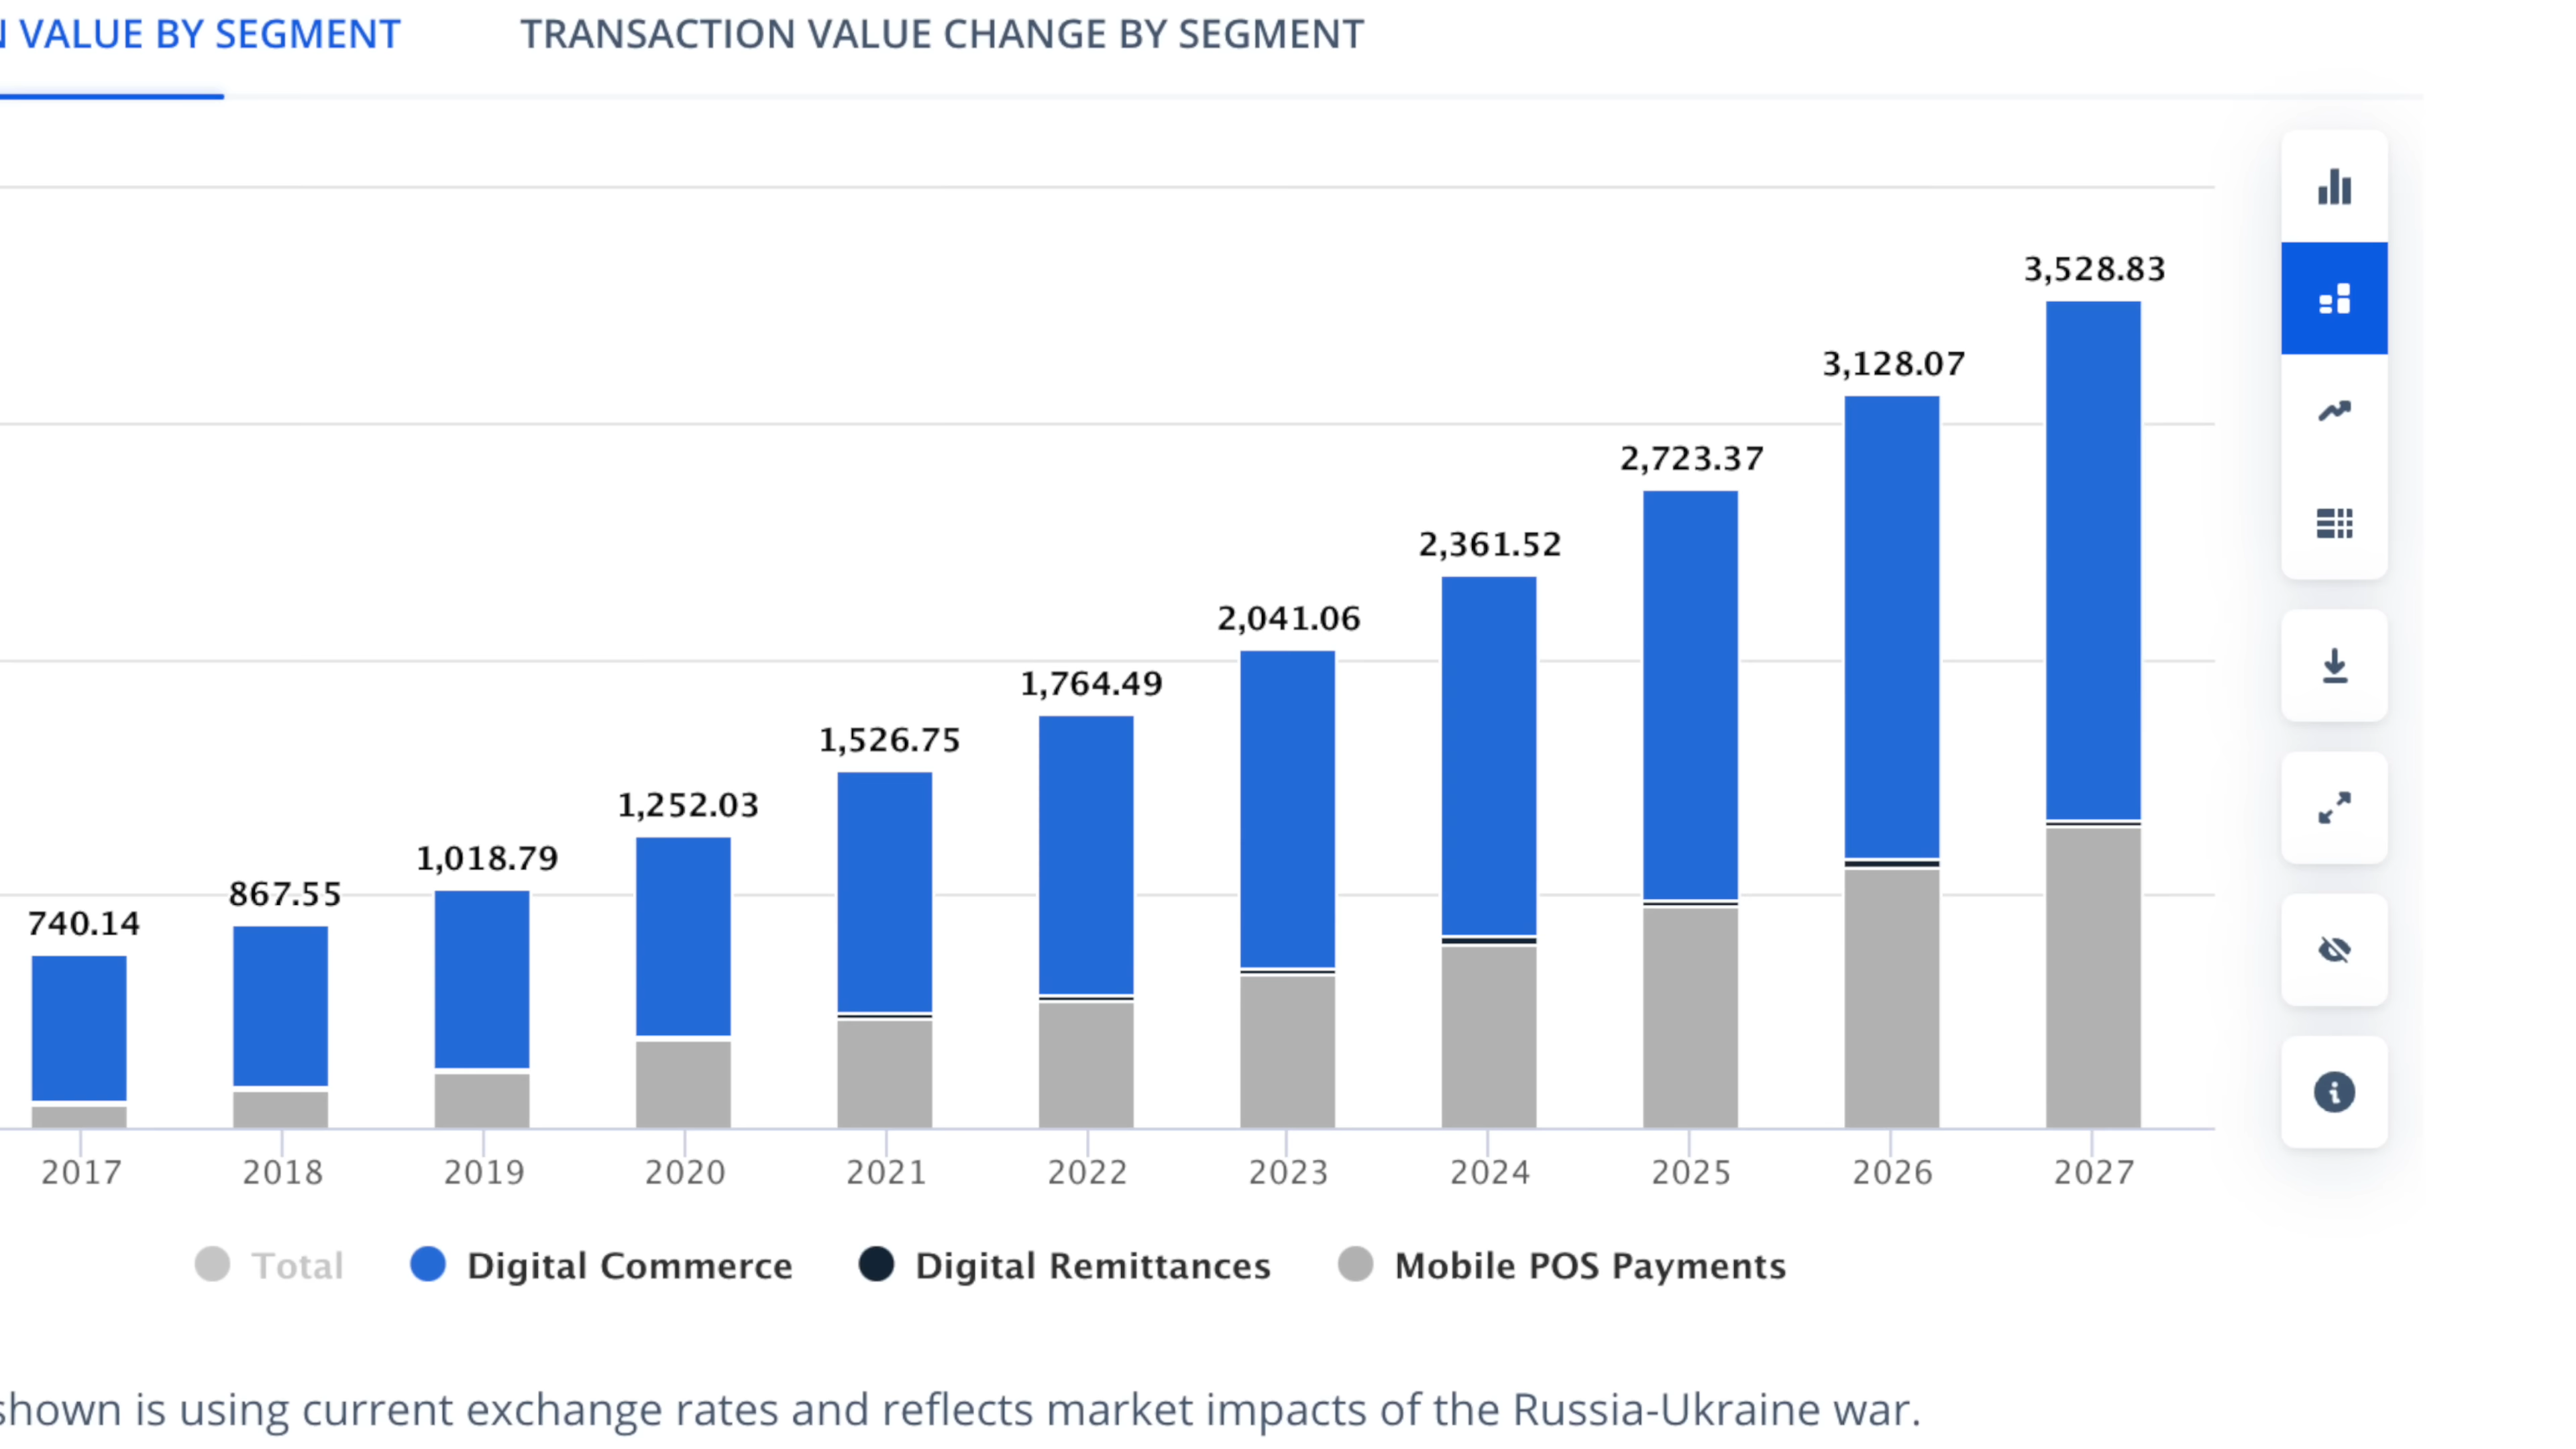 VALUE BY SEGMENT
TRANSACTION VALUE CHANGE BY SEGMENT
3,528.83
3,128.07
2,723.37
2,361.52
2,041.06
1,764.49
1,526.75
1,252.03
1,018.79
867.55
740.14
2017 2018 2019 2020 2021 2022 2023 2024 2025 2026 2027
Total Digital Commerce Digital Remittances Mobile POS Payments
shown is using current exchange rates and reflects market impacts of the Russia-Ukraine war.